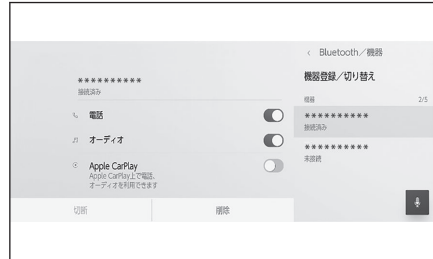 **********
接続済み
電話
オーディオ
Apple CarPlay
Apple CarPlay上で電話、
オーディオを利用できます
切断
削除
< Bluetooth／機器
機器登録／切り替え
機器 2/5
**********
接続済み
**********
未接続